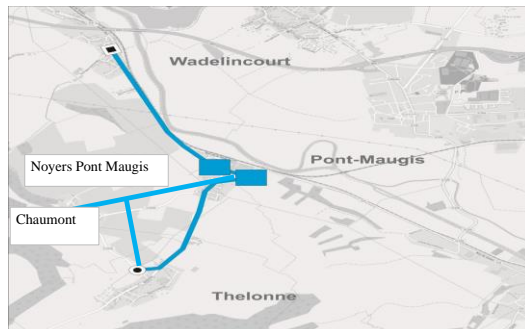 Wadelincourt
Pont-Maugis
Noyers Pont Maugis
Chaumont
Thelonne